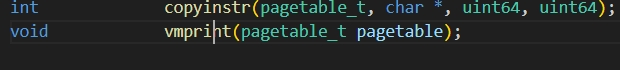 int copyinstr(pagetable_t, char *, uint64, uint64);
void vmprint(pagetable_t pagetable);